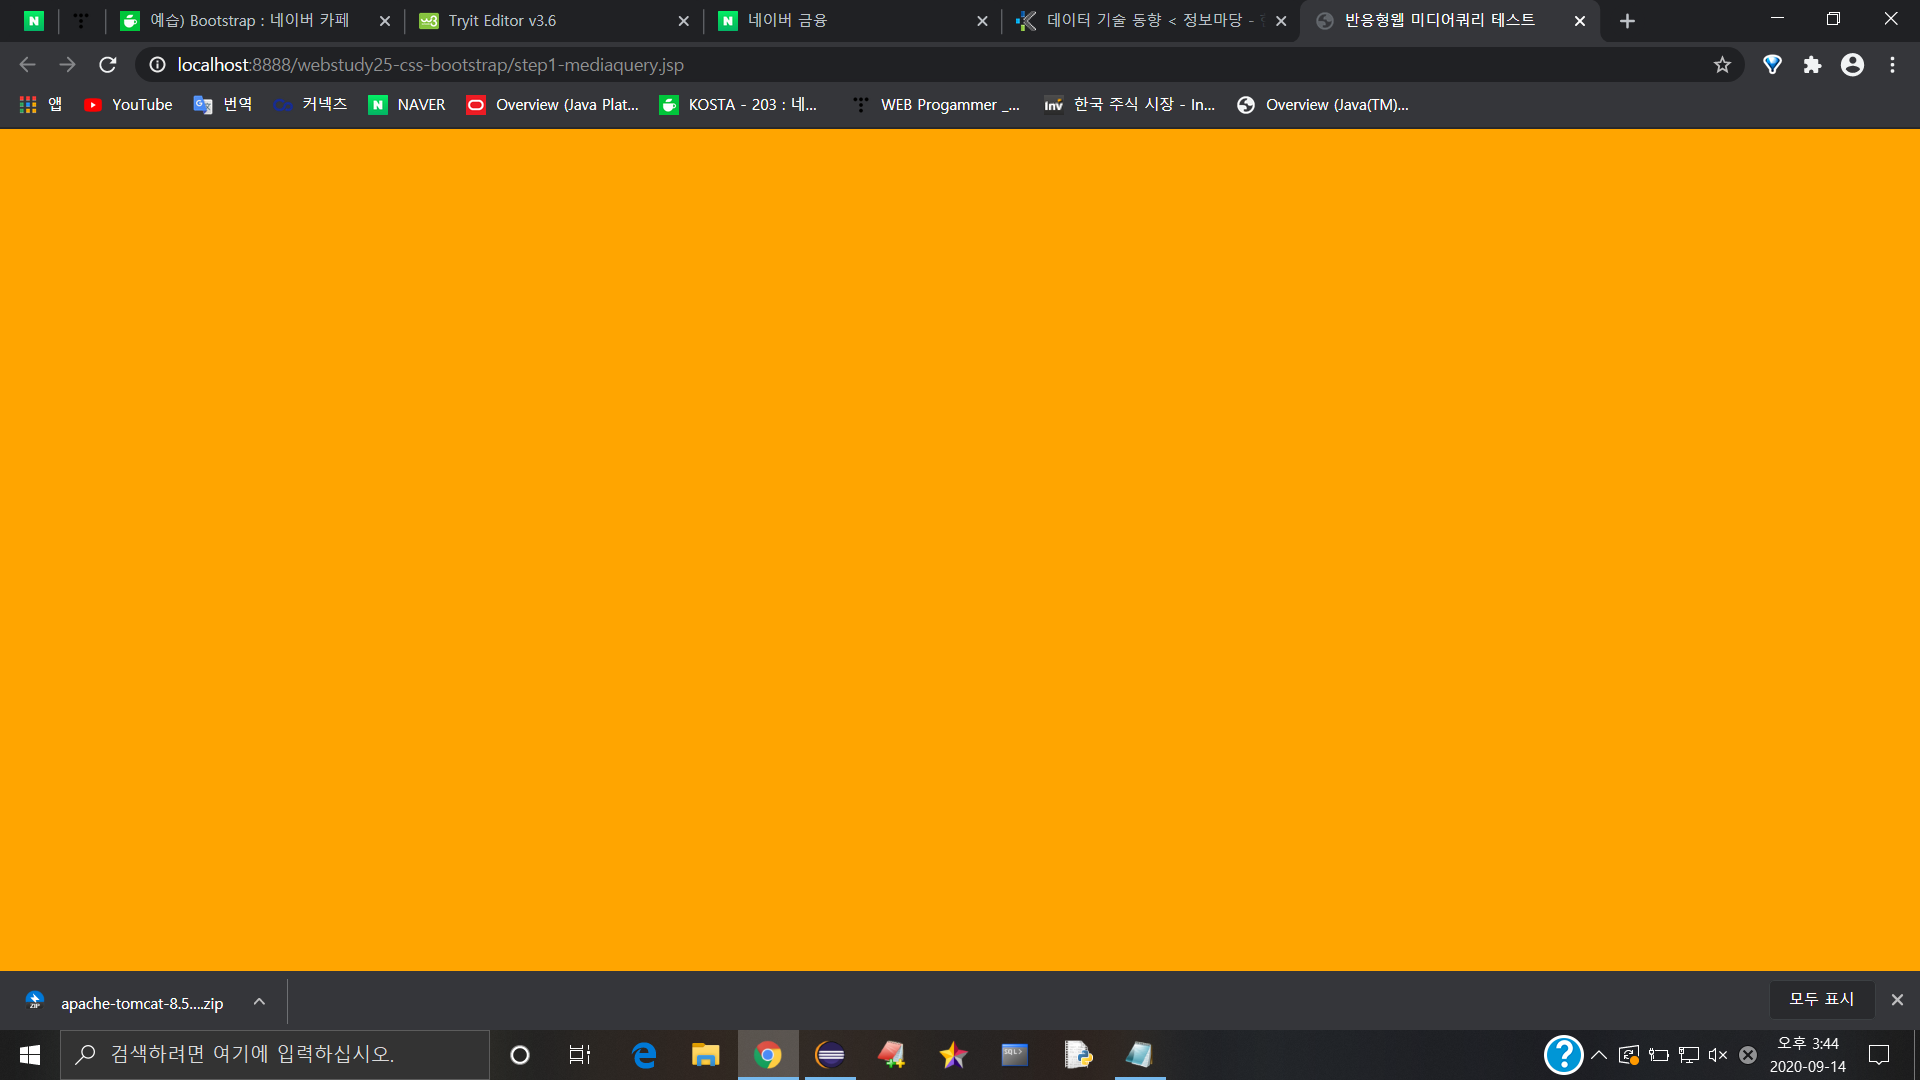 예습) Bootstrap : 네이버 카페
Tryit Editor v3.6
네이버 금융
데이터 기술 동향 < 정보마당 -
반응형웹 미디어쿼리 테스트
localhost:8888/webstudy25-css-bootstrap/step1-mediaquery.jsp
앱
YouTube
번역
커넥츠
NAVER
Overview (Java Plat...
KOSTA - 203 : 네...
WEB Progammer _...
한국 주식 시장 - In...
Overview (Java(TM)...
apache-tomcat-8.5....zip
모두 표시
검색하려면 여기에 입력하십시오.
오후 3:44
2020-09-14